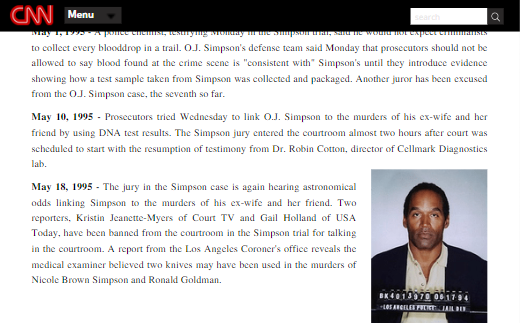 CNN Menu search
May 1, 1995 - A police chemist, testifying Monday in the Simpson trial, said he would not expect criminalists
to collect every blooddrop in a trail. O.J. Simpson's defense team said Monday that prosecutors should not be
allowed to say blood found at the crime scene is "consistent with" Simpson's until they introduce evidence
showing how a test sample taken from Simpson was collected and packaged. Another juror has been excused
from the O.J. Simpson case, the seventh so far.
May 10, 1995 - Prosecutors tried Wednesday to link O.J. Simpson to the murders of his ex-wife and her
friend by using DNA test results. The Simpson jury entered the courtroom almost two hours after court was
scheduled to start with the resumption of testimony from Dr. Robin Cotton, director of Cellmark Diagnostics
lab.
May 18, 1995 - The jury in the Simpson case is again hearing astronomical
odds linking Simpson to the murders of his ex-wife and her friend. Two
reporters, Kristin Jeanette-Myers of Court TV and Gail Holland of USA
Today, have been banned from the courtroom in the Simpson trial for talking
in the courtroom. A report from the Los Angeles Coroner's office reveals the
medical examiner believed two knives may have been used in the murders of
Nicole Brown Simpson and Ronald Goldman.
BK4013970 061794
LOS ANGELES POLICE JAIL DIV